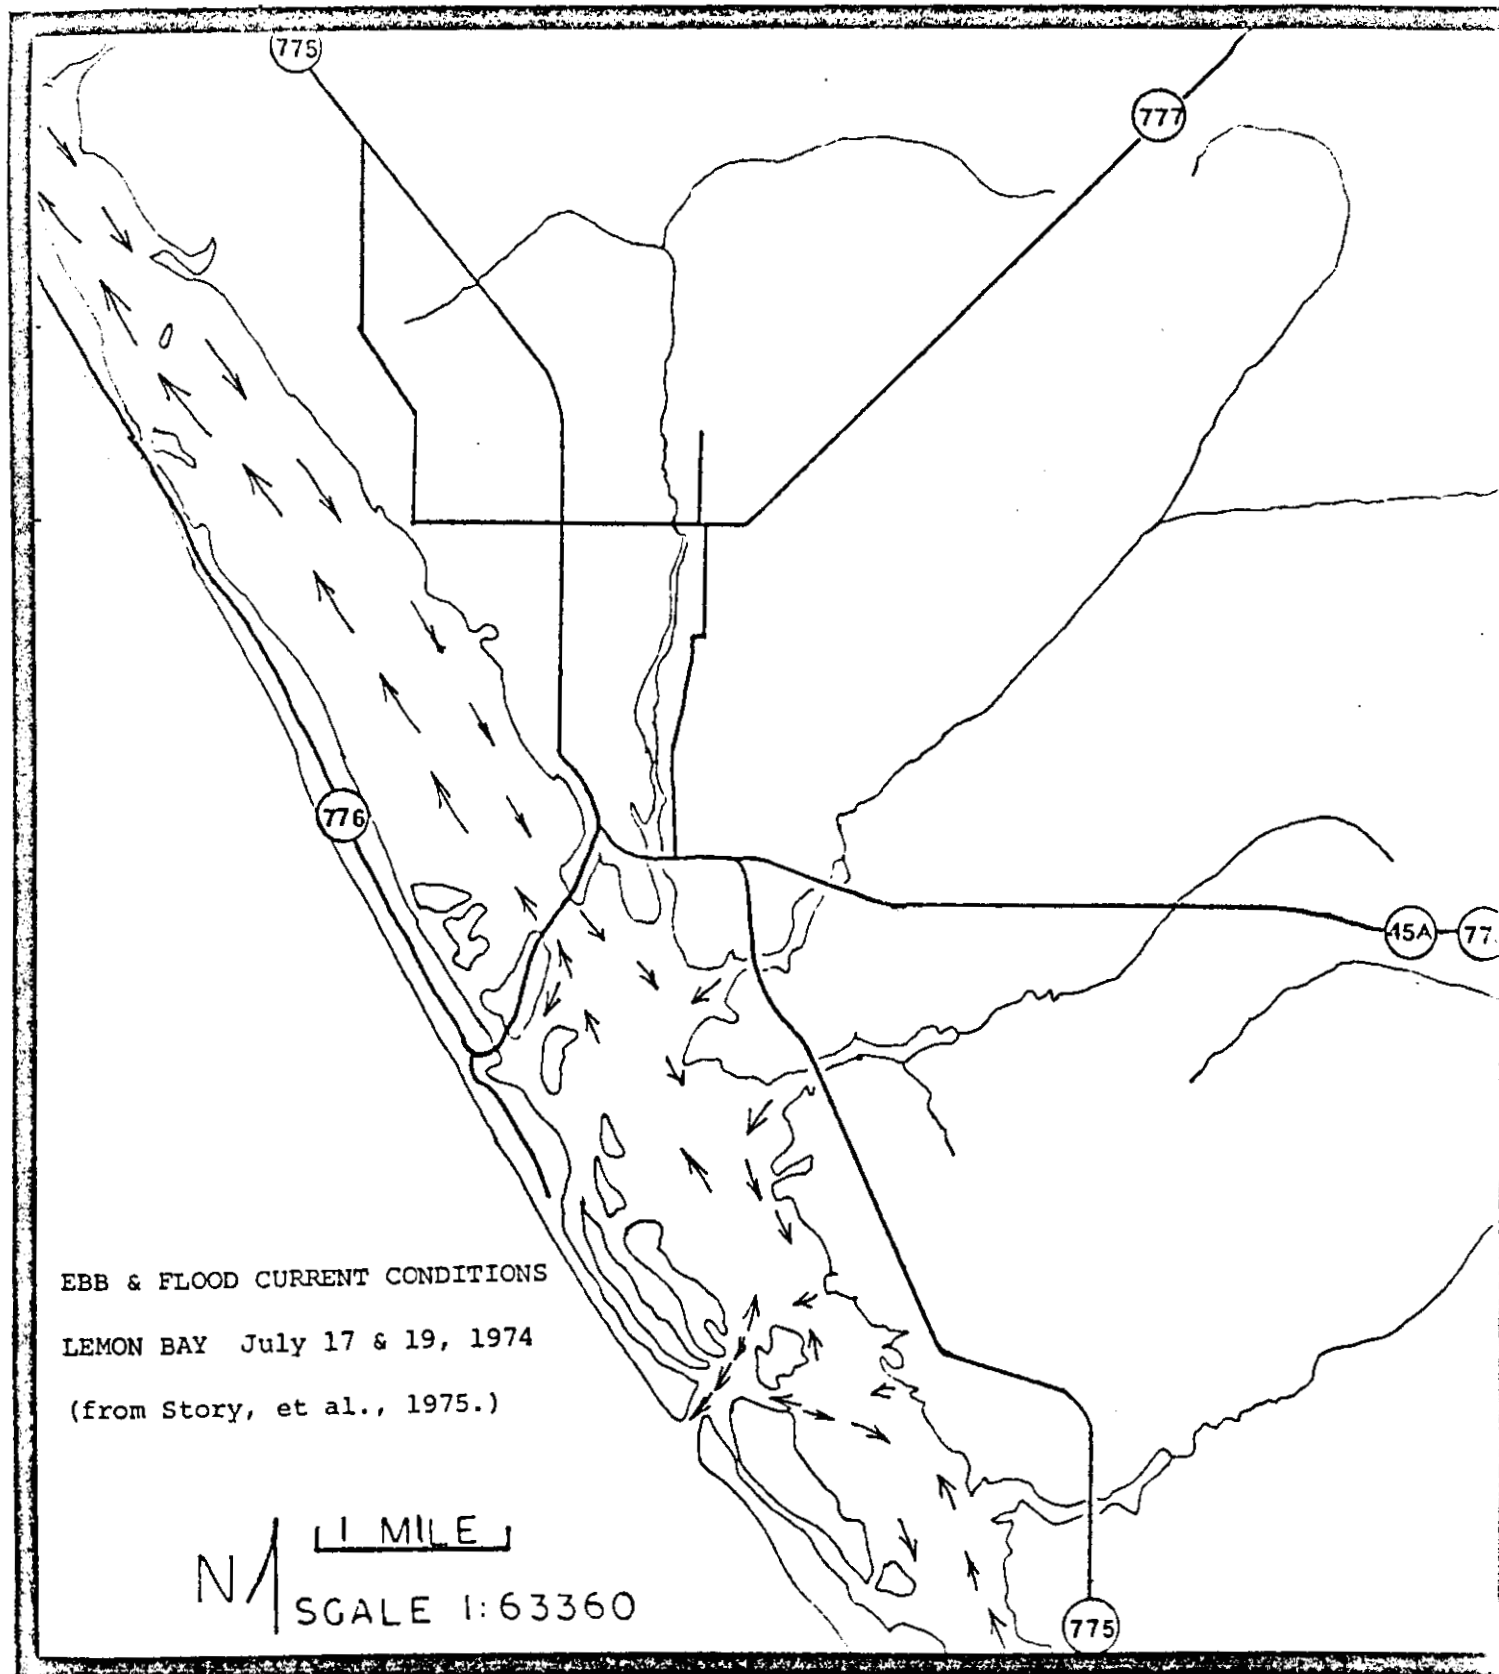 775
777
776
45A
77
EBB & FLOOD CURRENT CONDITIONS
LEMON BAY July 17 & 19, 1974
(from Story, et al., 1975.)
1 MILE
N
SCALE 1:63360
775